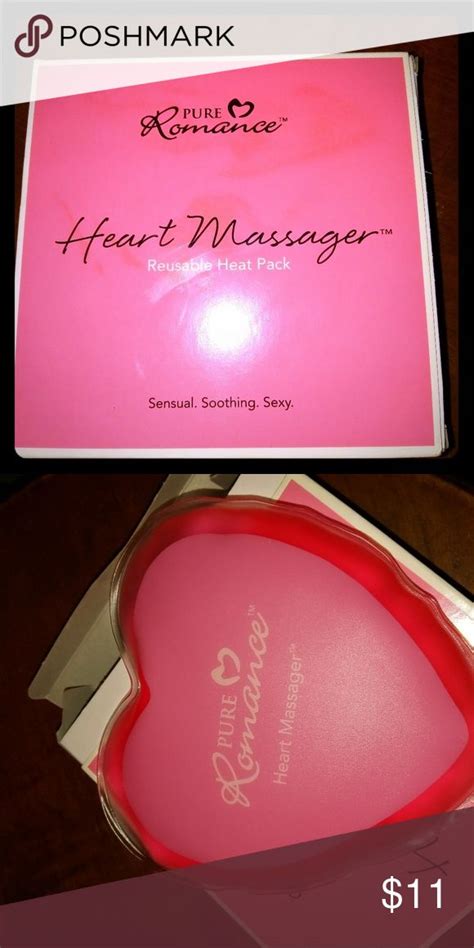 POSHMARK
PURE
Romance™
Heart Massager™
Reusable Heat Pack
Sensual. Soothing. Sexy.
PURE
Romance™
Heart Massager™
$11